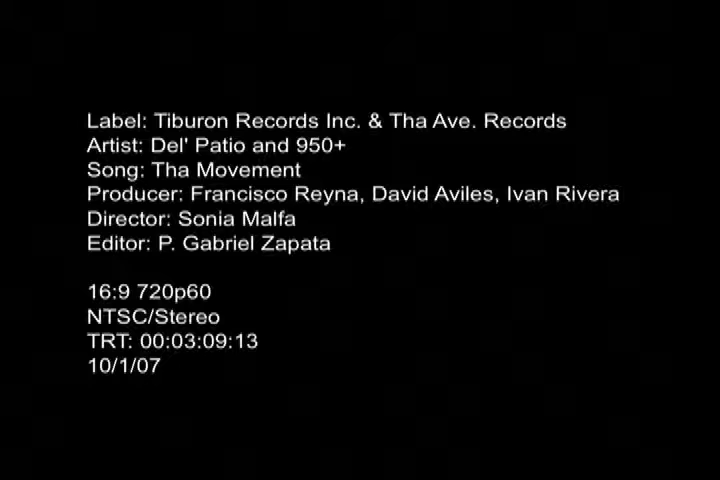 Label: Tiburon Records Inc. & Tha Ave. Records
Artist: Del' Patio and 950+
Song: Tha Movement
Producer: Francisco Reyna, David Aviles, Ivan Rivera
Director: Sonia Malfa
Editor: P. Gabriel Zapata
16:9 720p60
NTSC/Stereo
TRT: 00:03:09:13
10/1/07